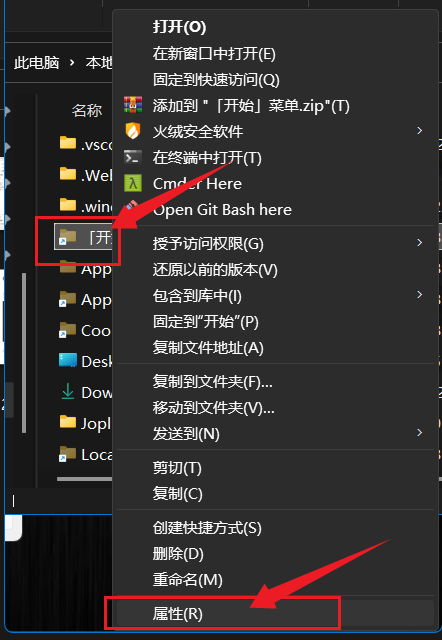 此电脑 › 本地
名称
.vsco
.Wel
.wind
「开始
App
App
Coo
Desk
Dow
Jopl
Loca
打开(O)
在新窗口中打开(E)
固定到快速访问(Q)
添加到 "「开始」菜单.zip"(T)
火绒安全软件
在终端中打开(T)
Cmder Here
Open Git Bash here
授予访问权限(G)
还原以前的版本(V)
包含到库中(I)
固定到"开始"(P)
复制文件地址(A)
复制到文件夹(F)...
移动到文件夹(V)...
发送到(N)
剪切(T)
复制(C)
创建快捷方式(S)
删除(D)
重命名(M)
属性(R)